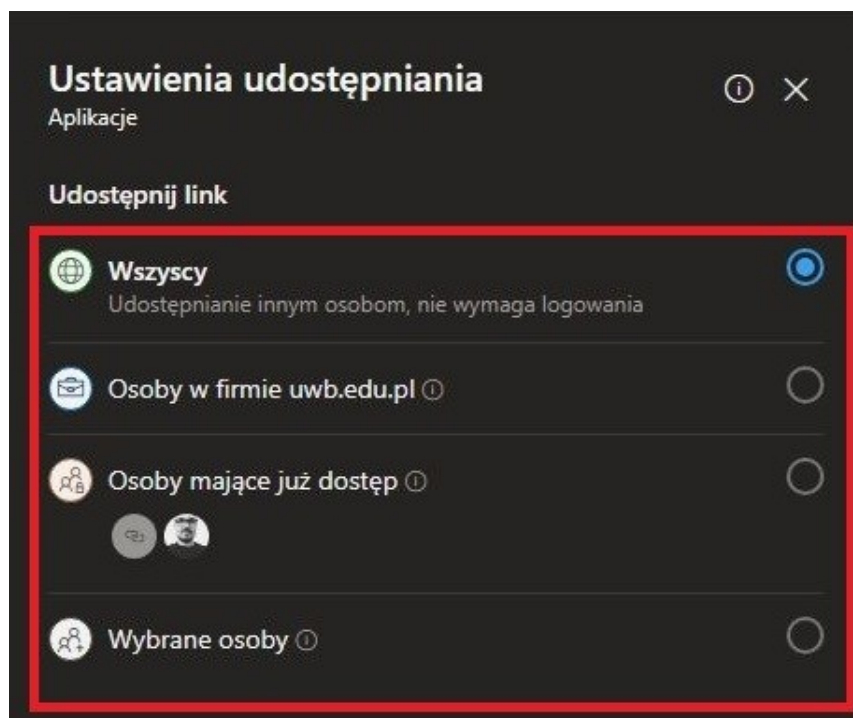 Ustawienia udostępniania
Aplikacje
Udostępnij link
Wszyscy
Udostępnianie innym osobom, nie wymaga logowania
Osoby w firmie uwb.edu.pl
Osoby mające już dostęp
Wybrane osoby